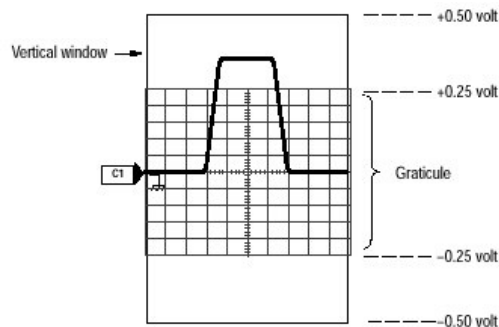 +0.50 volt
Vertical window
+0.25 volt
C1
Graticule
−0.25 volt
−0.50 volt